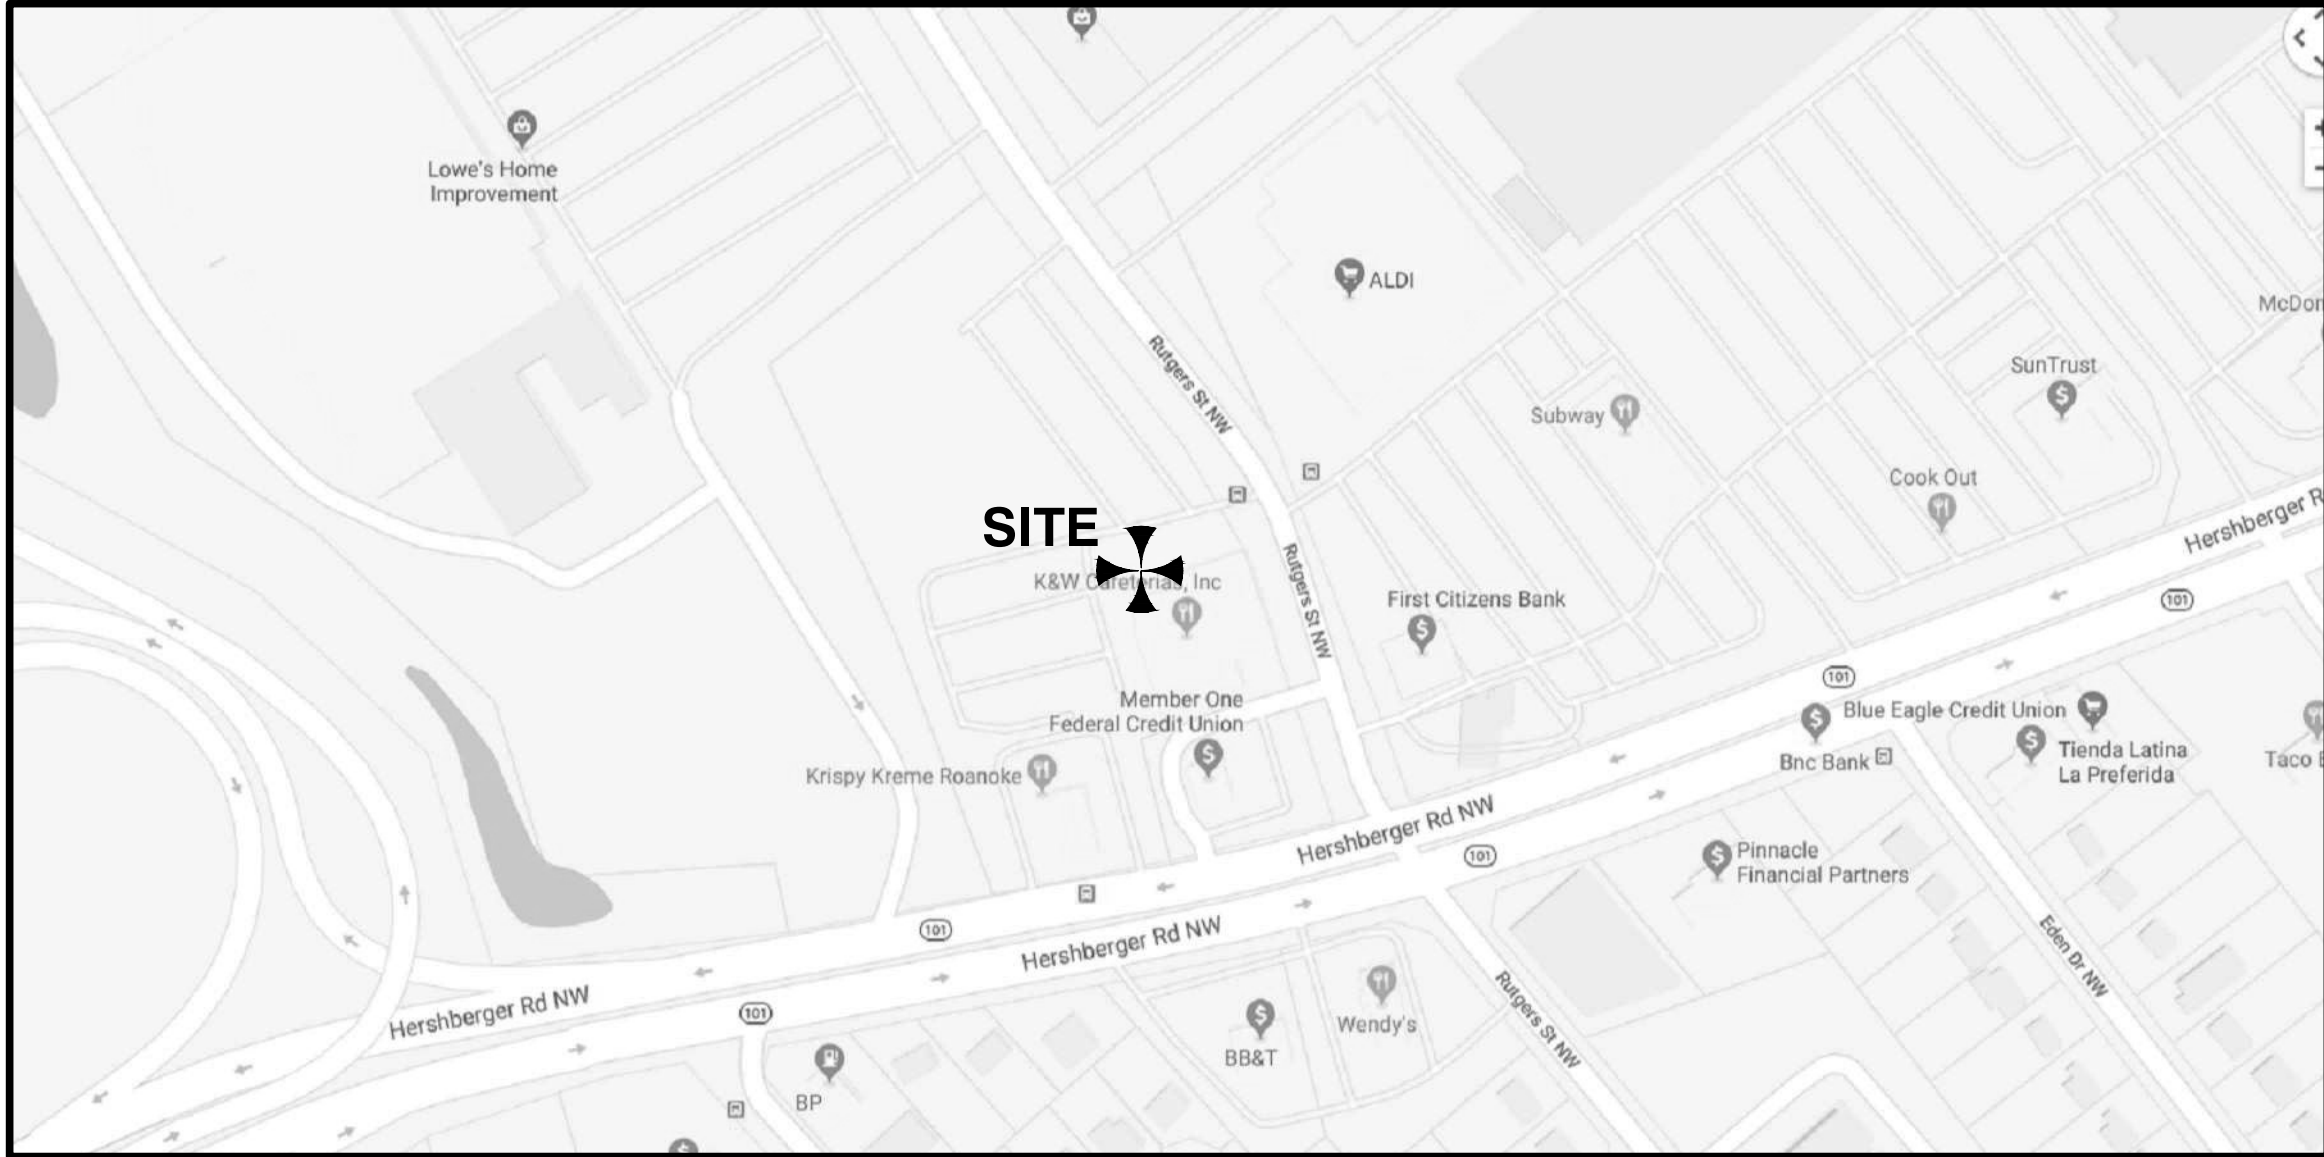 Lowe's Home
Improvement
ALDI
McDon
Rutgers St NW
SunTrust
Subway
Cook Out
SITE
Hershberger R
K&W Cafeterias, Inc
Rutgers St NW
First Citizens Bank
101
101
Member One
Federal Credit Union
Blue Eagle Credit Union
Tienda Latina
La Preferida
Bnc Bank
Taco
Krispy Kreme Roanoke
Hershberger Rd NW
101
Pinnacle
Financial Partners
101
Hershberger Rd NW
Eden Dr NW
Hershberger Rd NW
101
Rutgers St NW
Wendy's
BB&T
BP